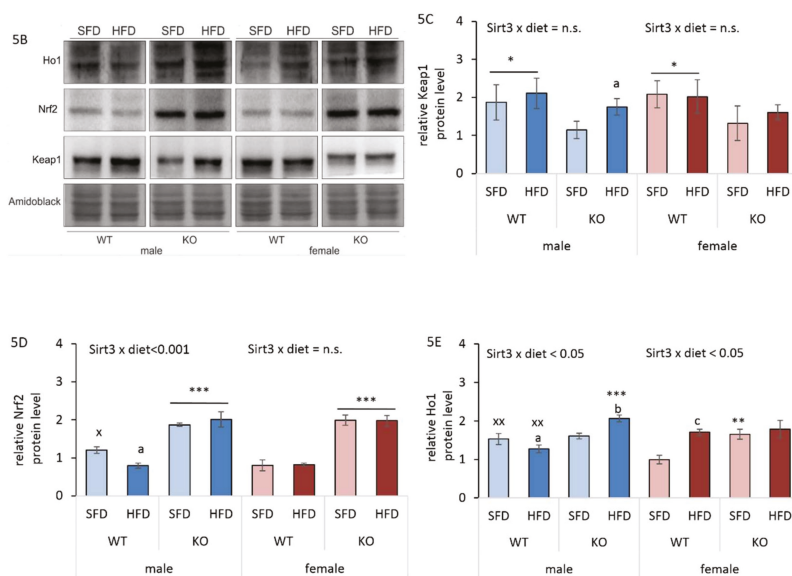 5B
SFD HFD SFD HFD SFD HFD SFD HFD
Ho1
Nrf2
Keap1
Amidoblack
WT KO WT KO
male female
5C
Sirt3 x diet = n.s. Sirt3 x diet = n.s.
relative Keap1
protein level
4
3
2
1
0
* a *
SFD HFD SFD HFD SFD HFD SFD HFD
WT KO WT KO
male female
5D
Sirt3 x diet<0.001 Sirt3 x diet = n.s.
relative Nrf2
protein level
4
3
2
1
0
x a *** ***
SFD HFD SFD HFD SFD HFD SFD HFD
WT KO WT KO
male female
5E
Sirt3 x diet < 0.05 Sirt3 x diet < 0.05
relative Ho1
protein level
4
3
2
1
0
xx xx *** c **
a b
SFD HFD SFD HFD SFD HFD SFD HFD
WT KO WT KO
male female